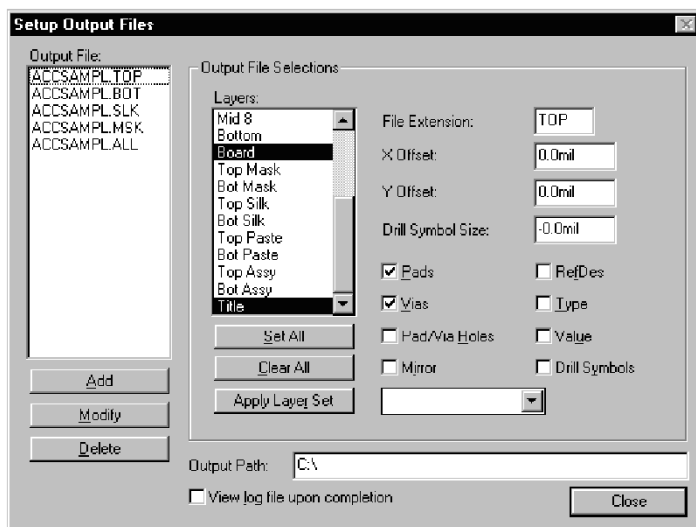 Setup Output Files
Output File:
ACCSAMPL.TOP
ACCSAMPL.BOT
ACCSAMPL.SLK
ACCSAMPL.MSK
ACCSAMPL.ALL
Add
Modify
Delete
Output File Selections
Layers:
Mid 8
Bottom
Board
Top Mask
Bot Mask
Top Silk
Bot Silk
Top Paste
Bot Paste
Top Assy
Bot Assy
Title
Set All
Clear All
Apply Layer Set
File Extension: TOP
X Offset: 0.0mil
Y Offset: 0.0mil
Drill Symbol Size: -0.0mil
Pads
RefDes
Vias
Type
Pad/Via Holes
Value
Mirror
Drill Symbols
Output Path: C:\
View log file upon completion
Close